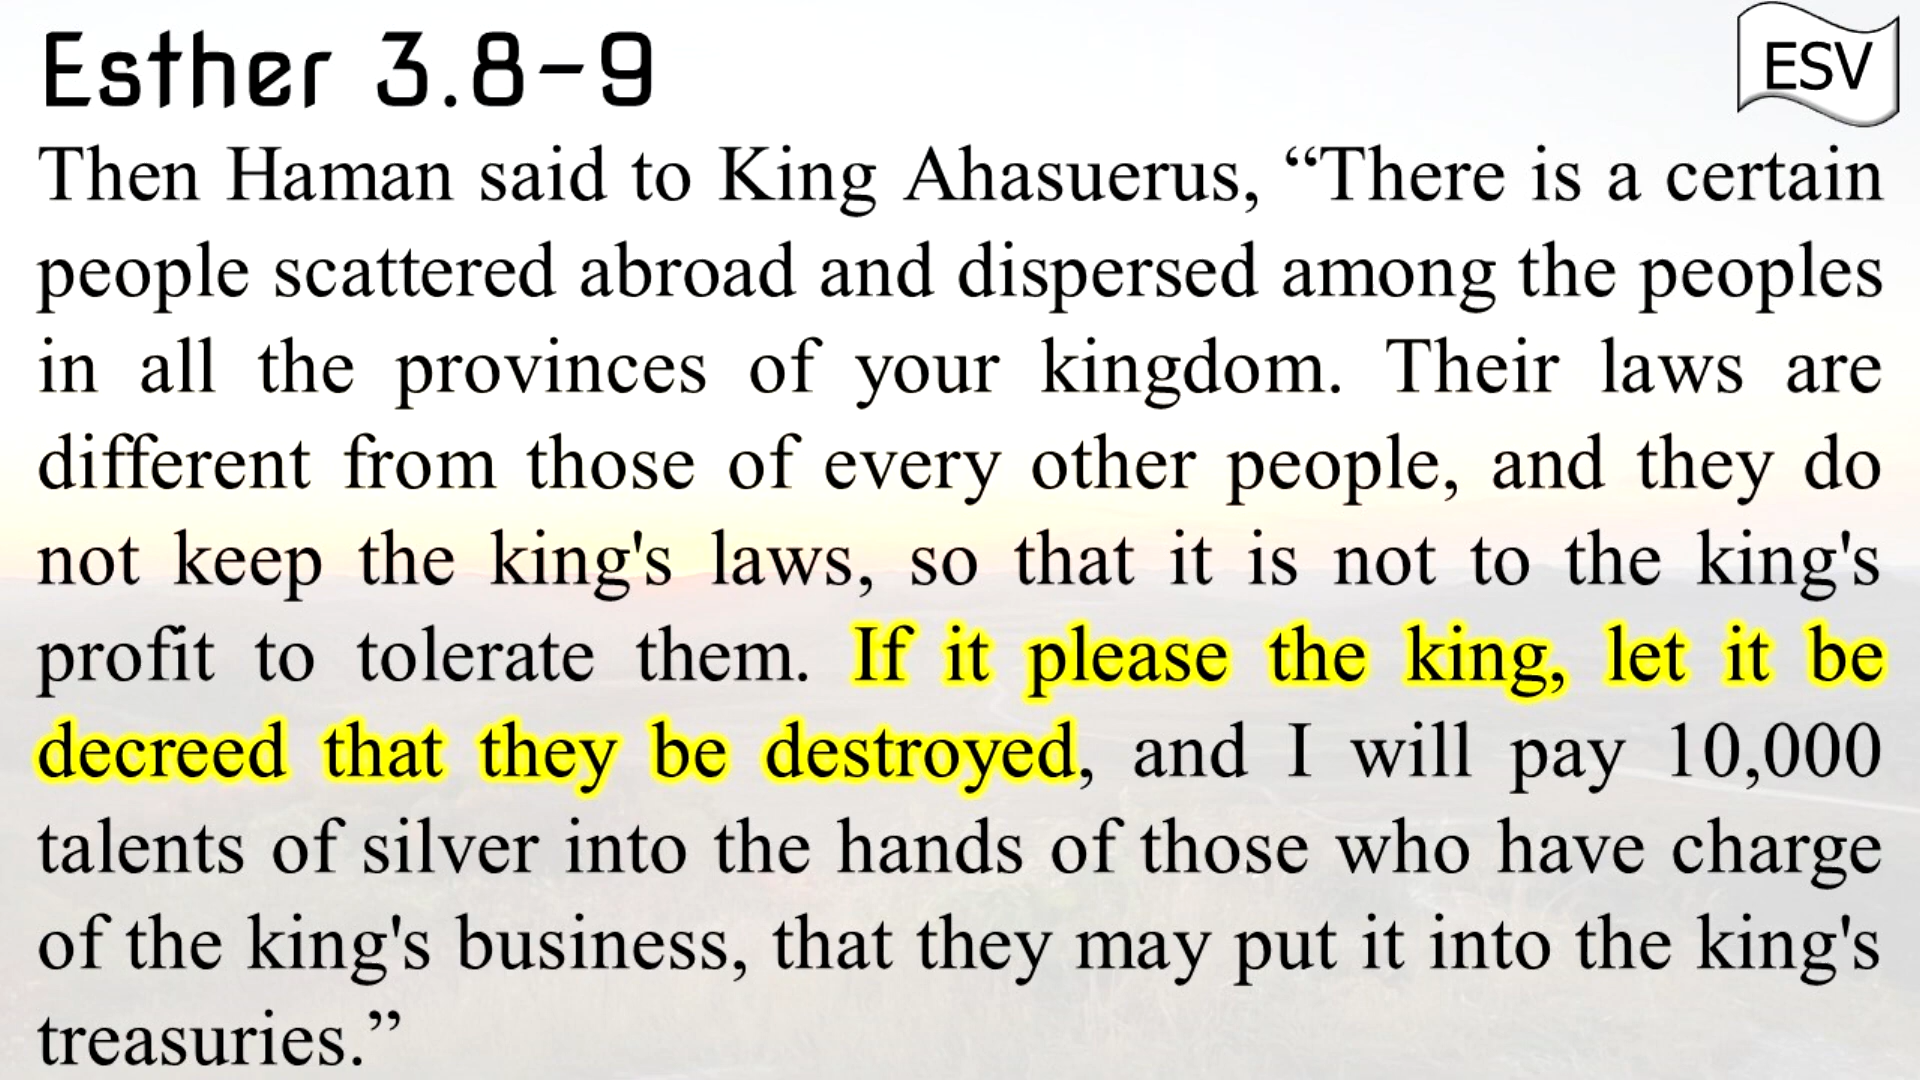 Esther 3.8-9
ESV
Then Haman said to King Ahasuerus, “There is a certain
people scattered abroad and dispersed among the peoples
in all the provinces of your kingdom. Their laws are
different from those of every other people, and they do
not keep the king's laws, so that it is not to the king's
profit to tolerate them. If it please the king, let it be
decreed that they be destroyed, and I will pay 10,000
talents of silver into the hands of those who have charge
of the king's business, that they may put it into the king's
treasuries.”